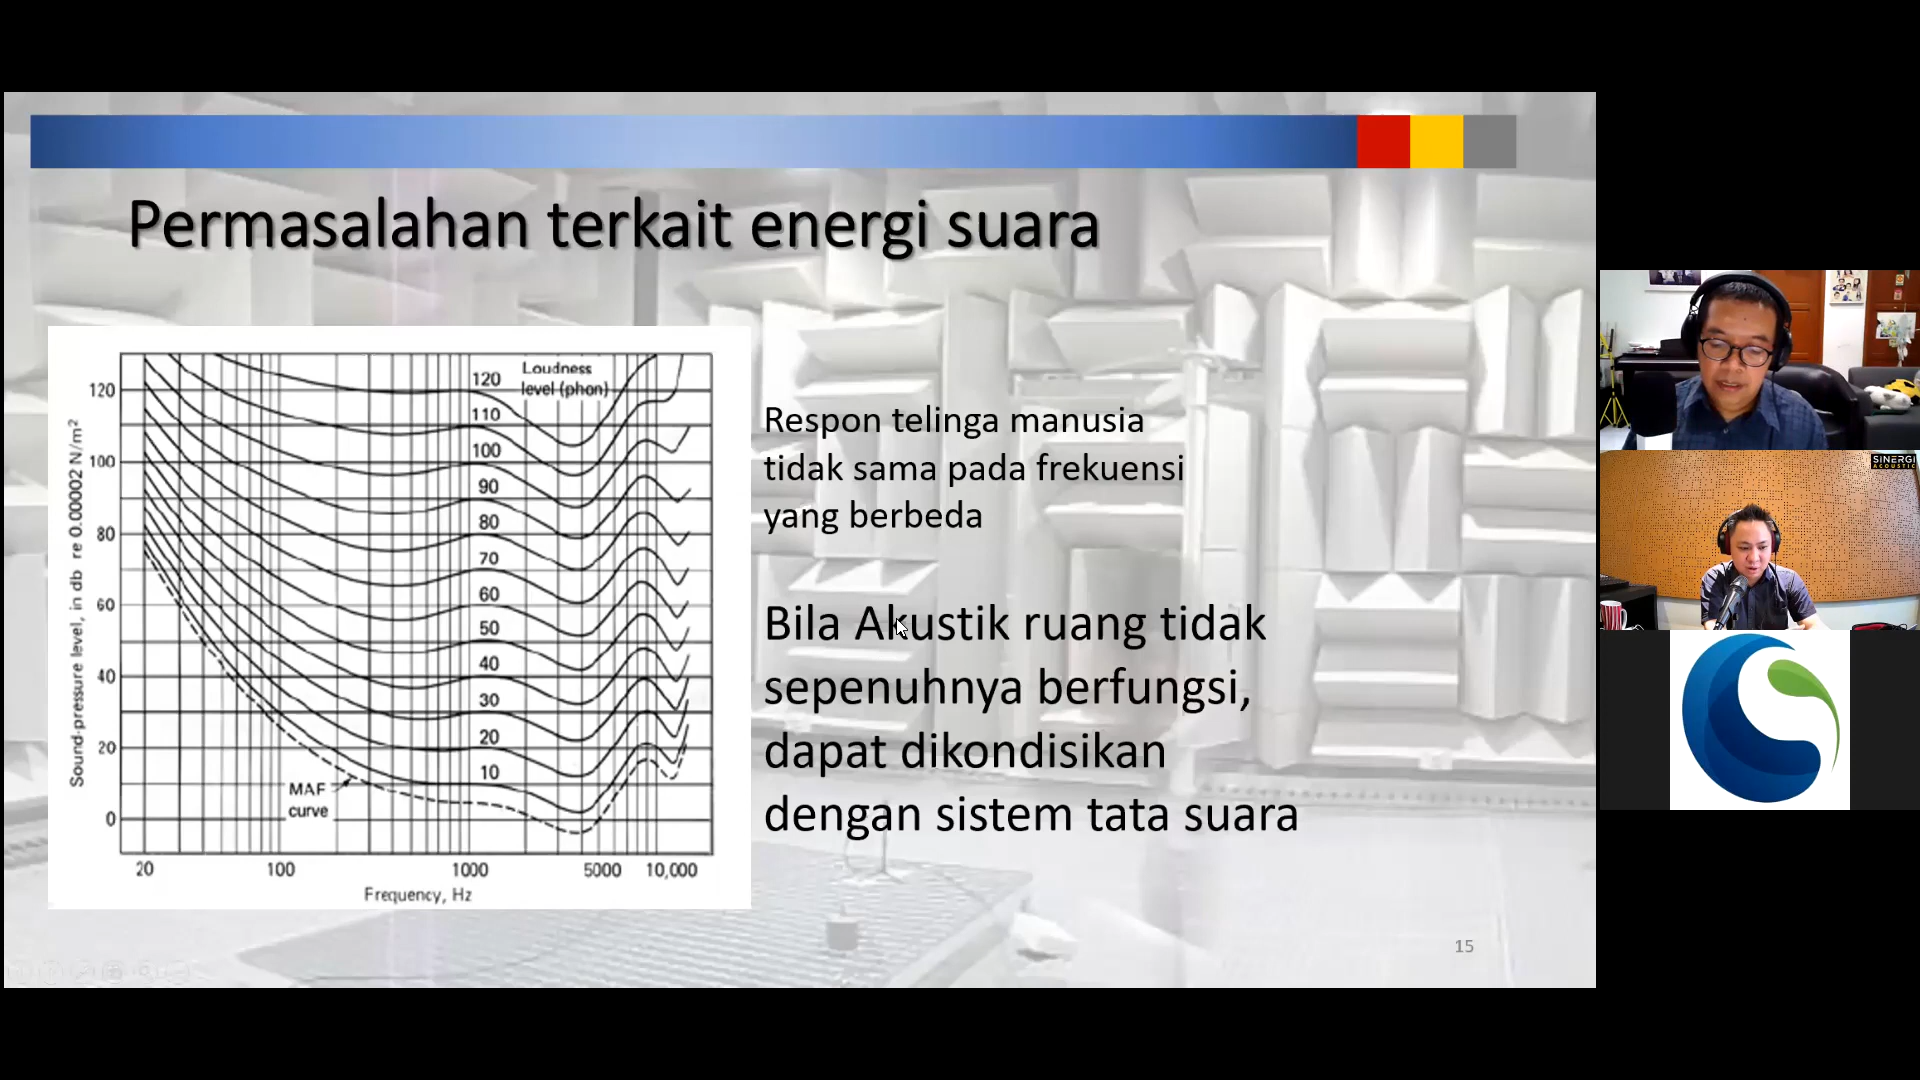 Permasalahan terkait energi suara
Loudness
level (phon)
120
110
100
90
80
70
60
50
40
30
20
10
MAF
curve
Sound-pressure level, in db re 0.00002 N/m²
120
100
80
60
40
20
0
20 100 1000 5000 10,000
Frequency, Hz
Respon telinga manusia
tidak sama pada frekuensi
yang berbeda
Bila Akustik ruang tidak
sepenuhnya berfungsi,
dapat dikondisikan
dengan sistem tata suara
15
SINERGI
ACOUSTIC